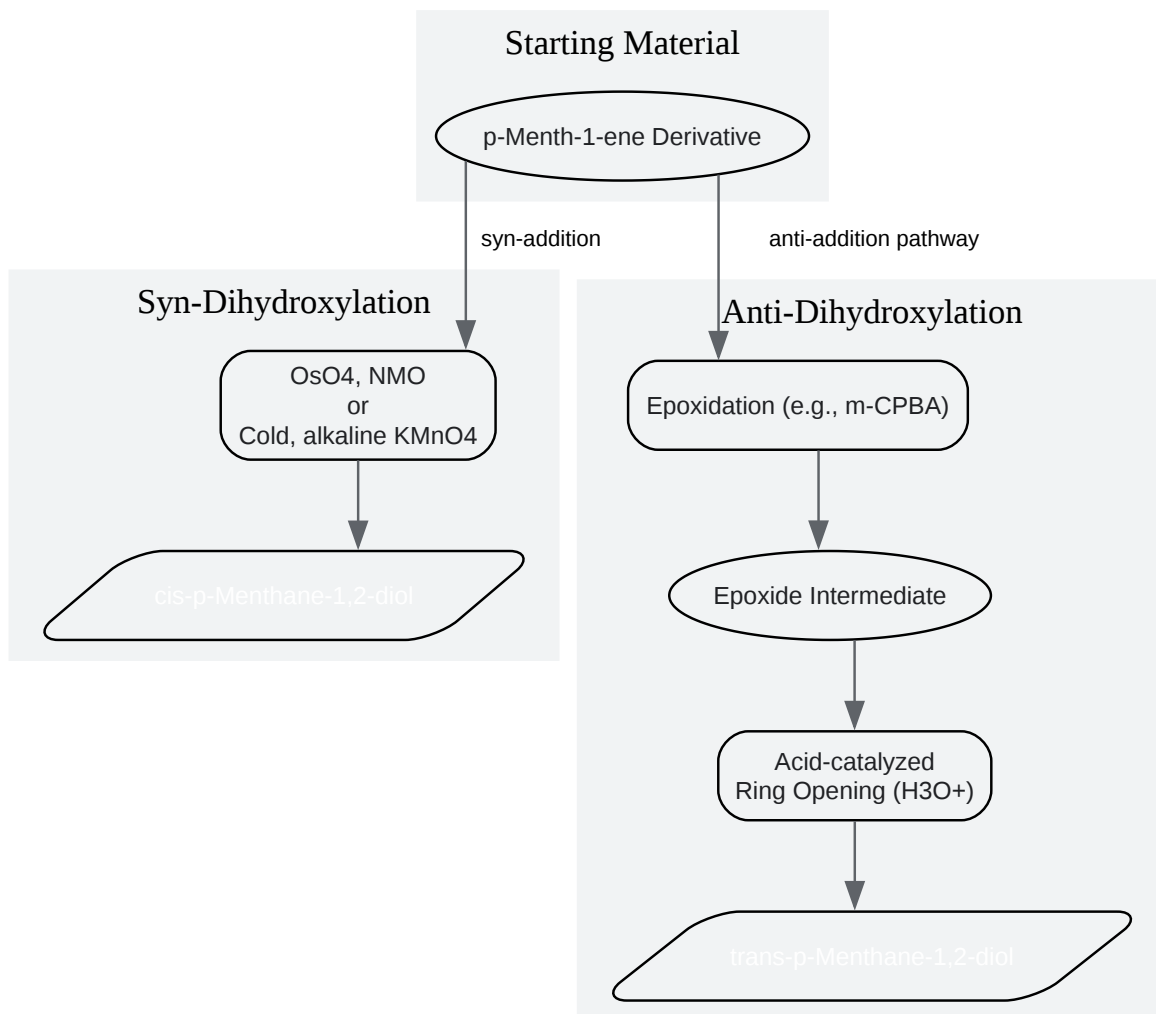 Starting Material
p-Menth-1-ene Derivative
syn-addition
anti-addition pathway
Syn-Dihydroxylation
OsO4, NMO
or
Cold, alkaline KMnO4
cis-p-Menthane-1,2-diol
Anti-Dihydroxylation
Epoxidation (e.g., m-CPBA)
Epoxide Intermediate
Acid-catalyzed
Ring Opening (H3O+)
trans-p-Menthane-1,2-diol